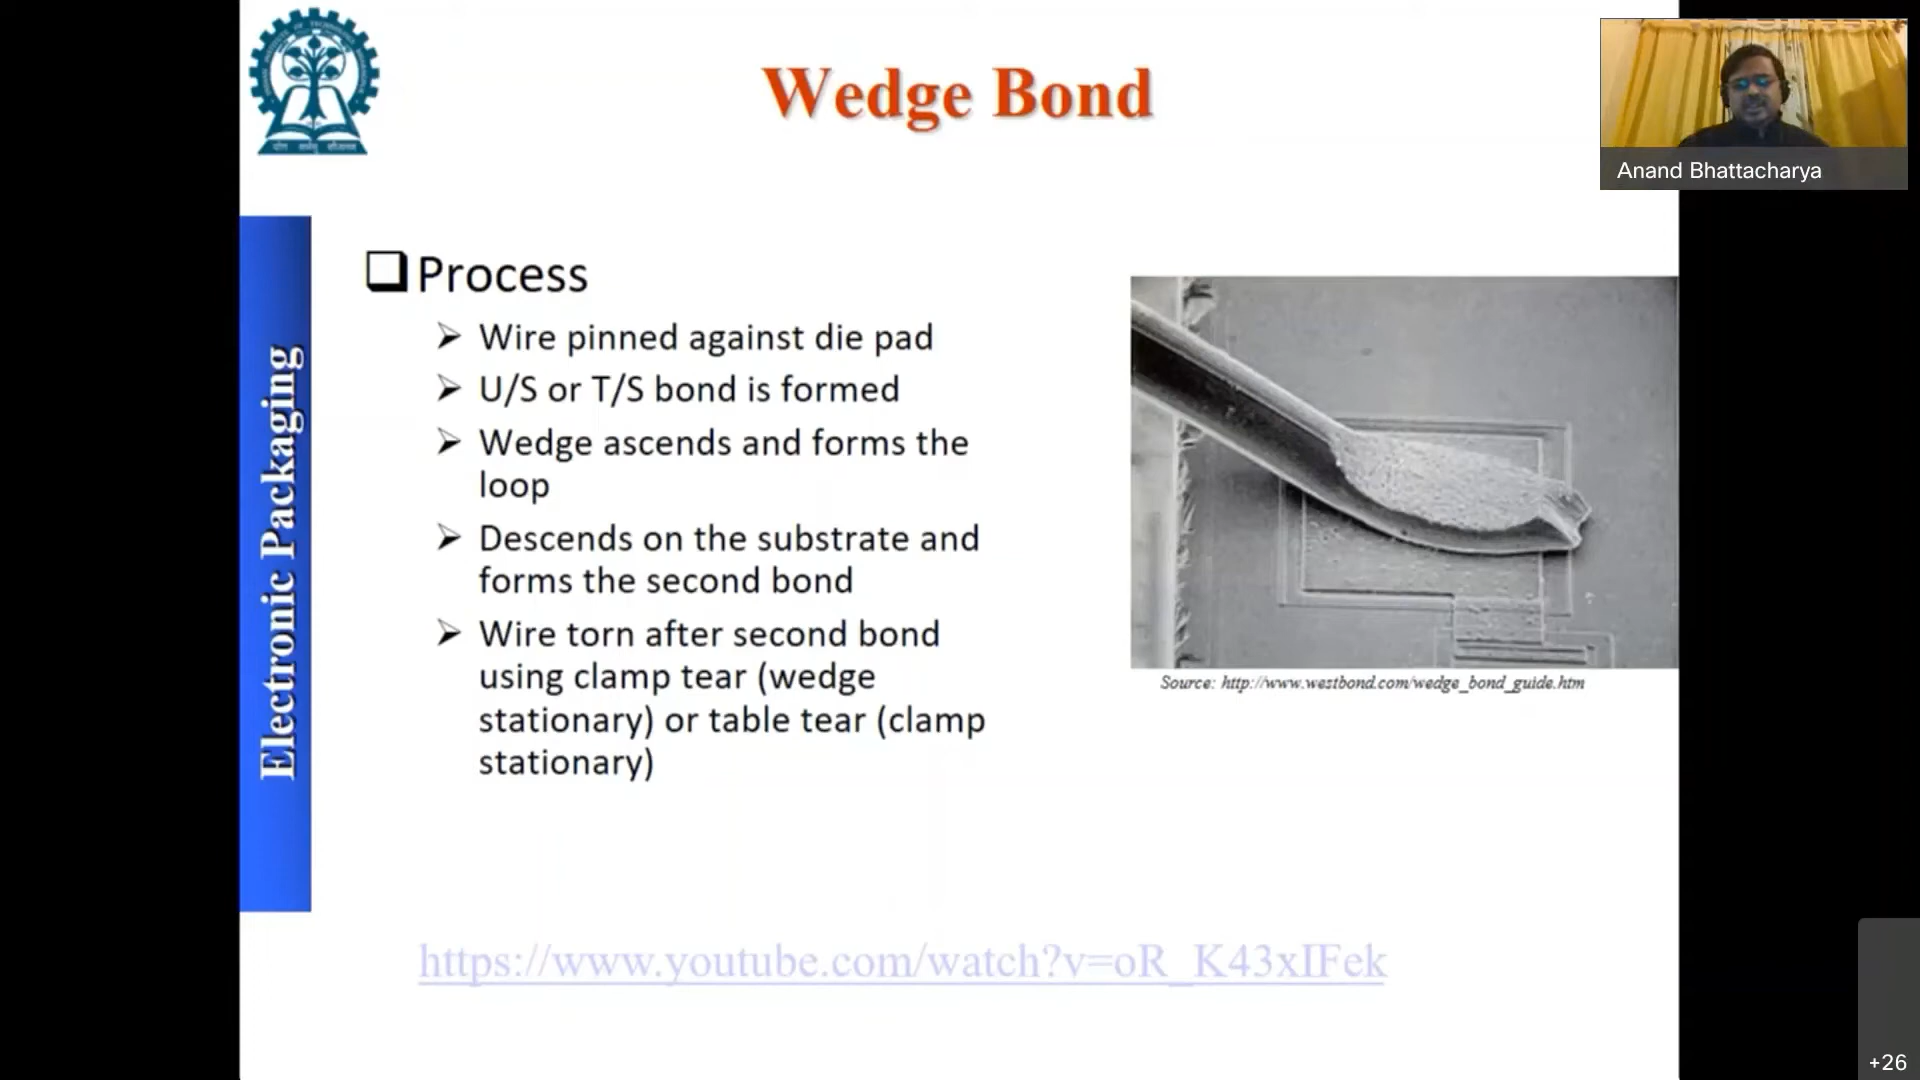 Wedge Bond
Anand Bhattacharya
Electronic Packaging
❑ Process
➢ Wire pinned against die pad
➢ U/S or T/S bond is formed
➢ Wedge ascends and forms the
loop
➢ Descends on the substrate and
forms the second bond
➢ Wire torn after second bond
using clamp tear (wedge
stationary) or table tear (clamp
stationary)
Source: http://www.westbond.com/wedge_bond_guide.htm
https://www.youtube.com/watch?v=oR_K43xIFek
+26